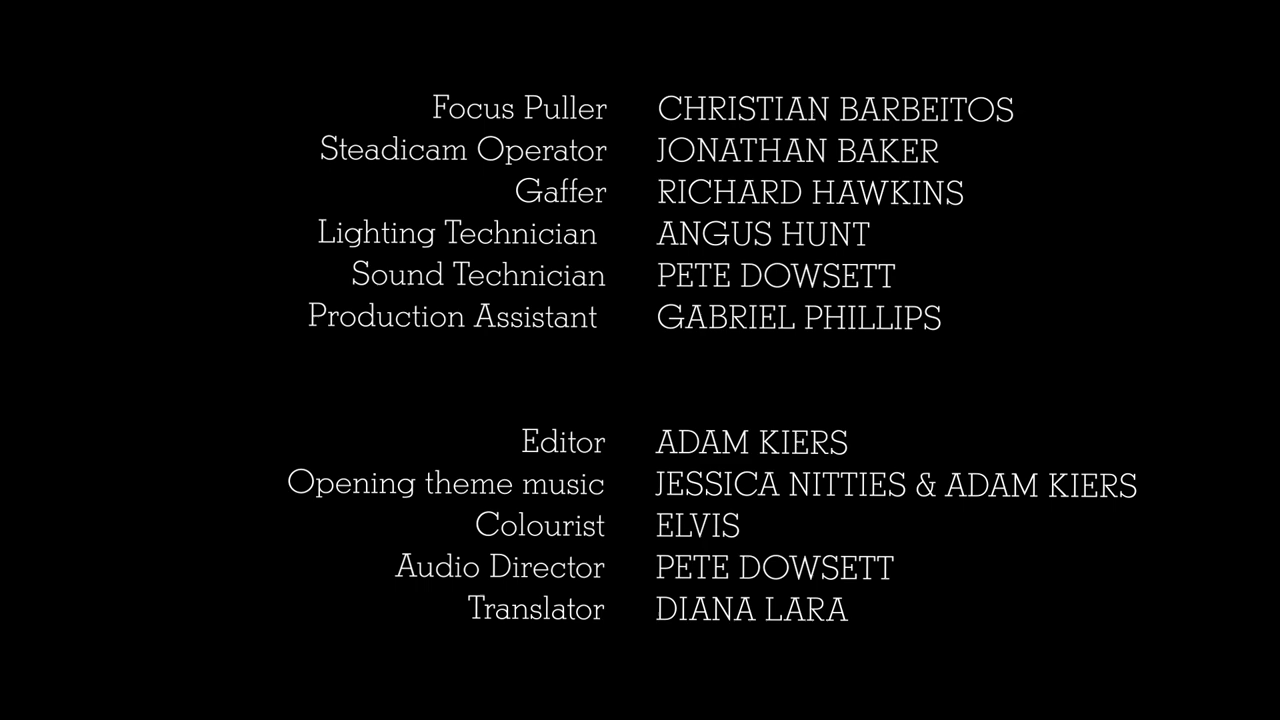 Focus Puller CHRISTIAN BARBEITOS
Steadicam Operator JONATHAN BAKER
Gaffer RICHARD HAWKINS
Lighting Technician ANGUS HUNT
Sound Technician PETE DOWSETT
Production Assistant GABRIEL PHILLIPS
Editor ADAM KIERS
Opening theme music JESSICA NITTIES & ADAM KIERS
Colourist ELVIS
Audio Director PETE DOWSETT
Translator DIANA LARA